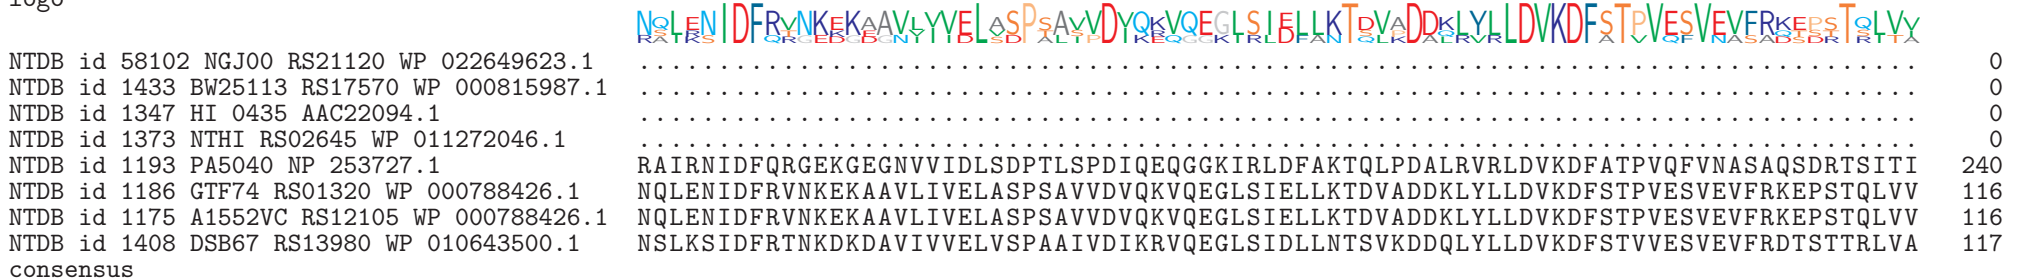 logo
NTDB id 58102 NGJ00 RS21120 WP 022649623.1 ................................................................................ 0
NTDB id 1433 BW25113 RS17570 WP 000815987.1 ................................................................................ 0
NTDB id 1347 HI 0435 AAC22094.1 ................................................................................ 0
NTDB id 1373 NTHI RS02645 WP 011272046.1 ................................................................................ 0
NTDB id 1193 PA5040 NP 253727.1 RAIRNIDFQRGEKGEGNVVIDLSDPTLSPDIQEQGGKIRLDFAKTQLPDALRVRLDVKDFATPVQFVNASAQSDRTSITI 240
NTDB id 1186 GTF74 RS01320 WP 000788426.1 NQLENIDFRVNKEKAAVLIVELASPSAVVDVQKVQEGLSIELLKTDVADDKLYLLDVKDFSTPVESVEVFRKEPSTQLVV 116
NTDB id 1175 A1552VC RS12105 WP 000788426.1 NQLENIDFRVNKEKAAVLIVELASPSAVVDVQKVQEGLSIELLKTDVADDKLYLLDVKDFSTPVESVEVFRKEPSTQLVV 116
NTDB id 1408 DSB67 RS13980 WP 010643500.1 NSLKSIDFRTNKDKDAVIVVELVSPAAIVDIKRVQEGLSIDLLNTSVKDDQLYLLDVKDFSTVVESVEVFRDTSTTRLVA 117
consensus